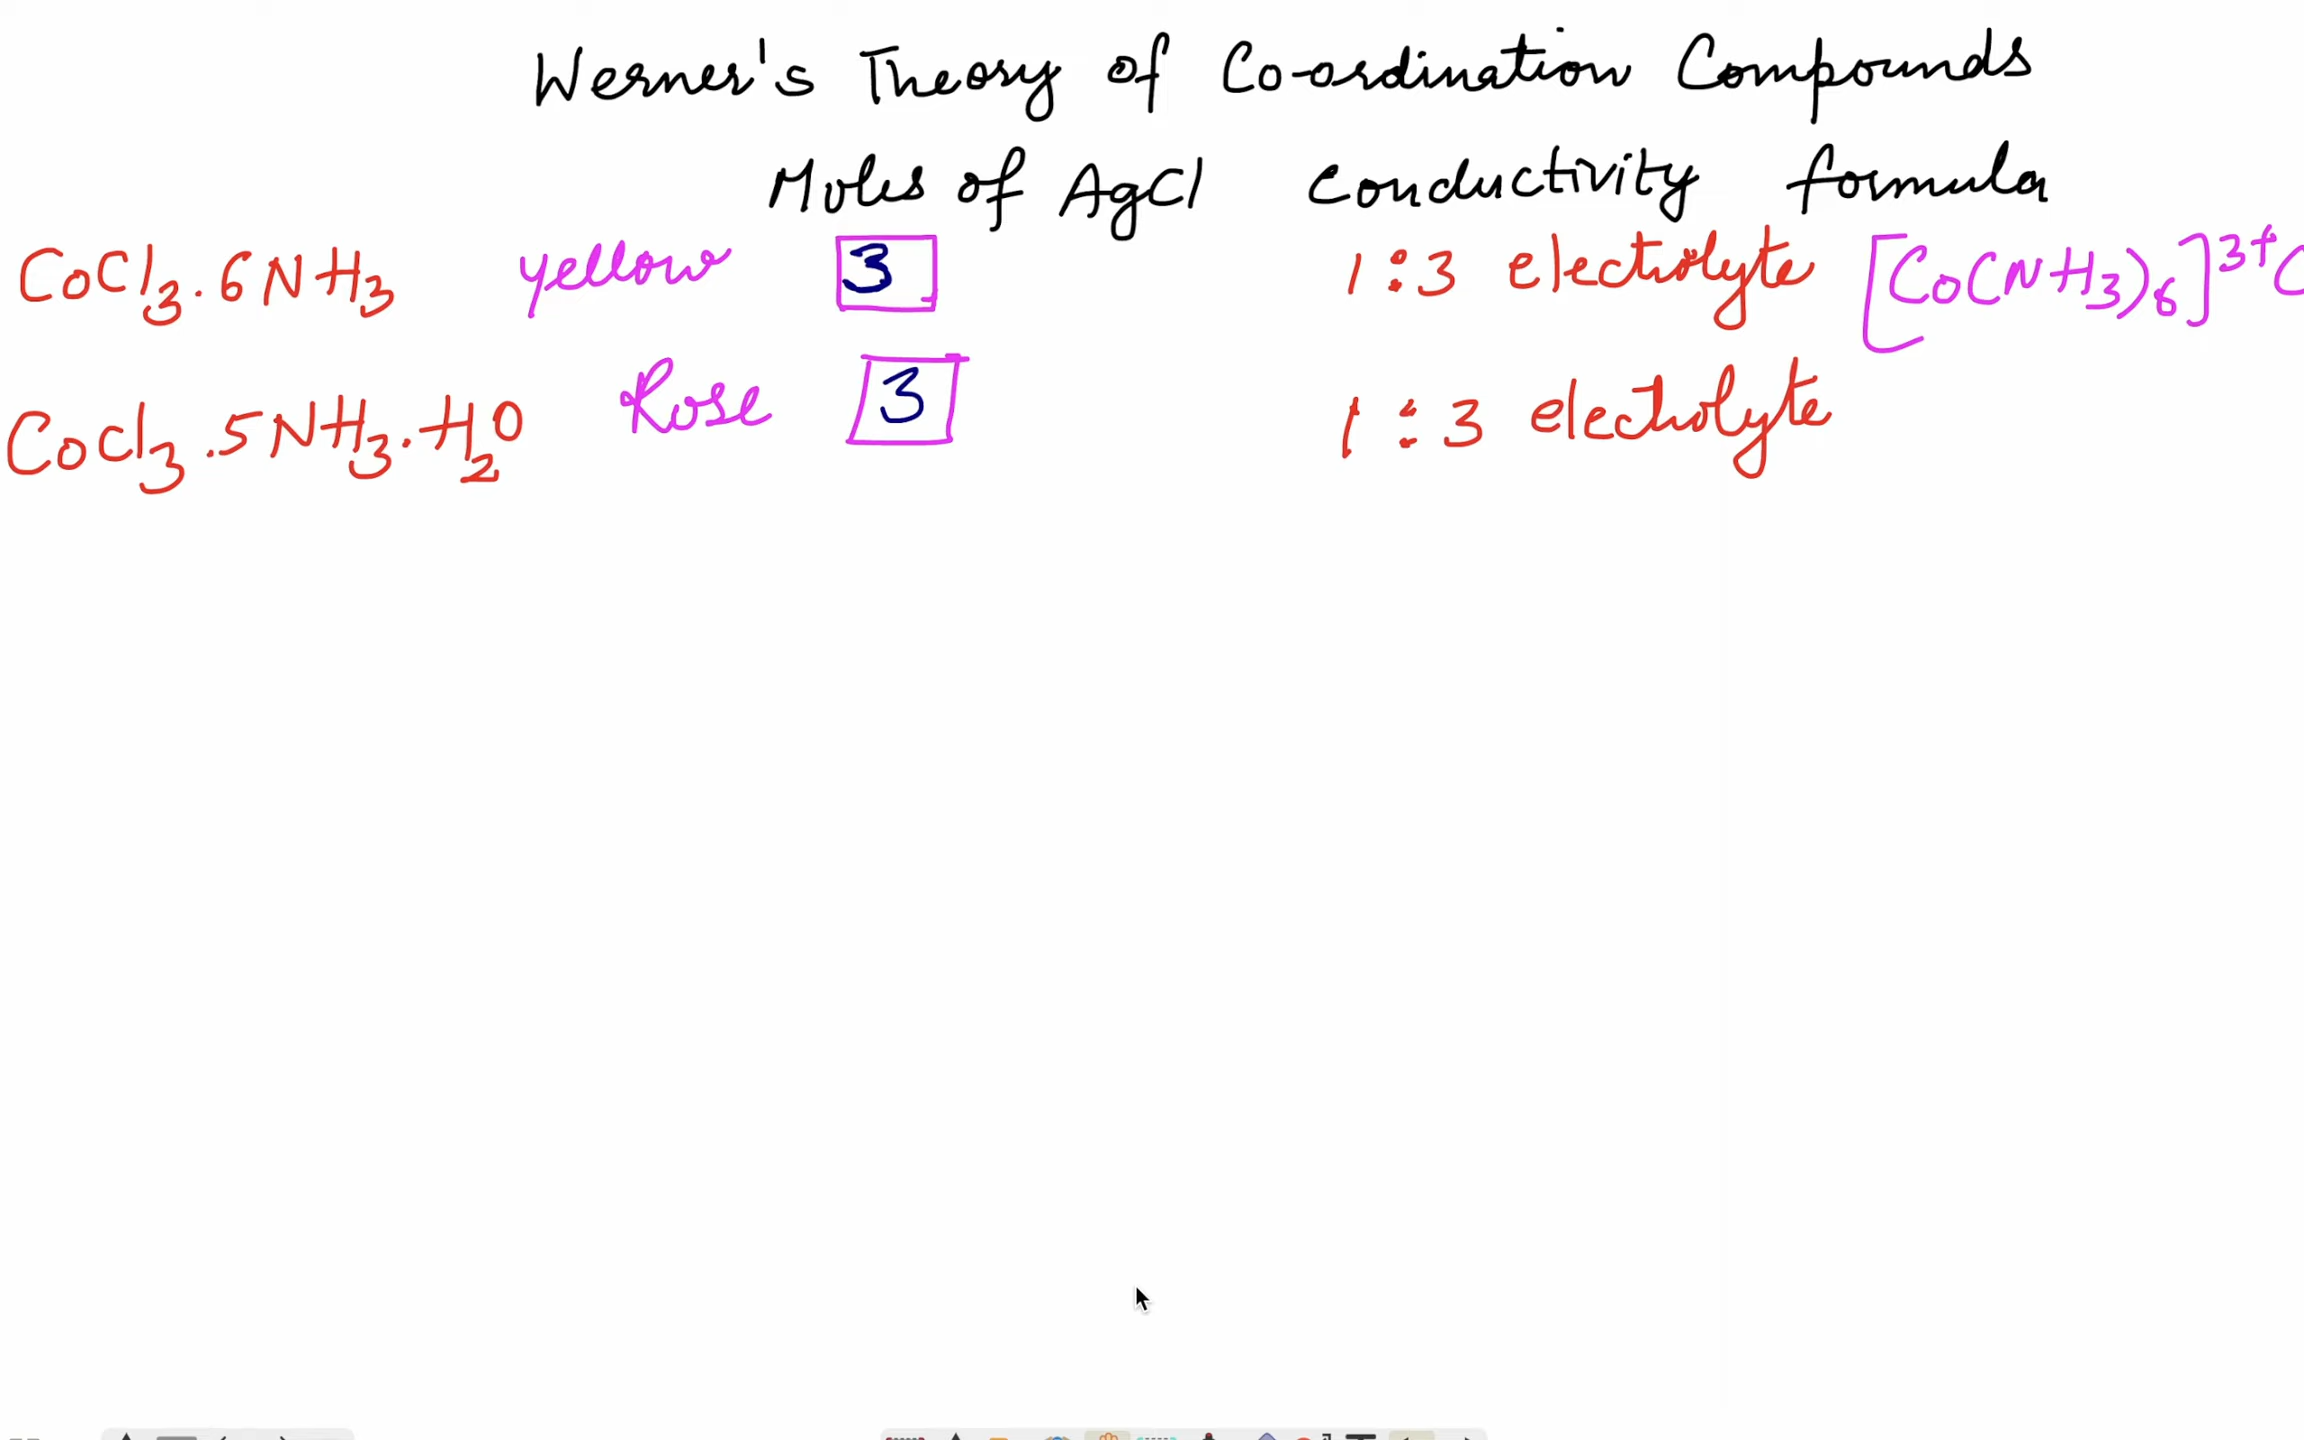 Werner's Theory of Co-ordination Compounds
Moles of AgCl Conductivity formula
CoCl3.6NH3 yellow 3 1:3 electrolyte [Co(NH3)6]3+C
CoCl3.5NH3.H2O Rose 3 1:3 electrolyte